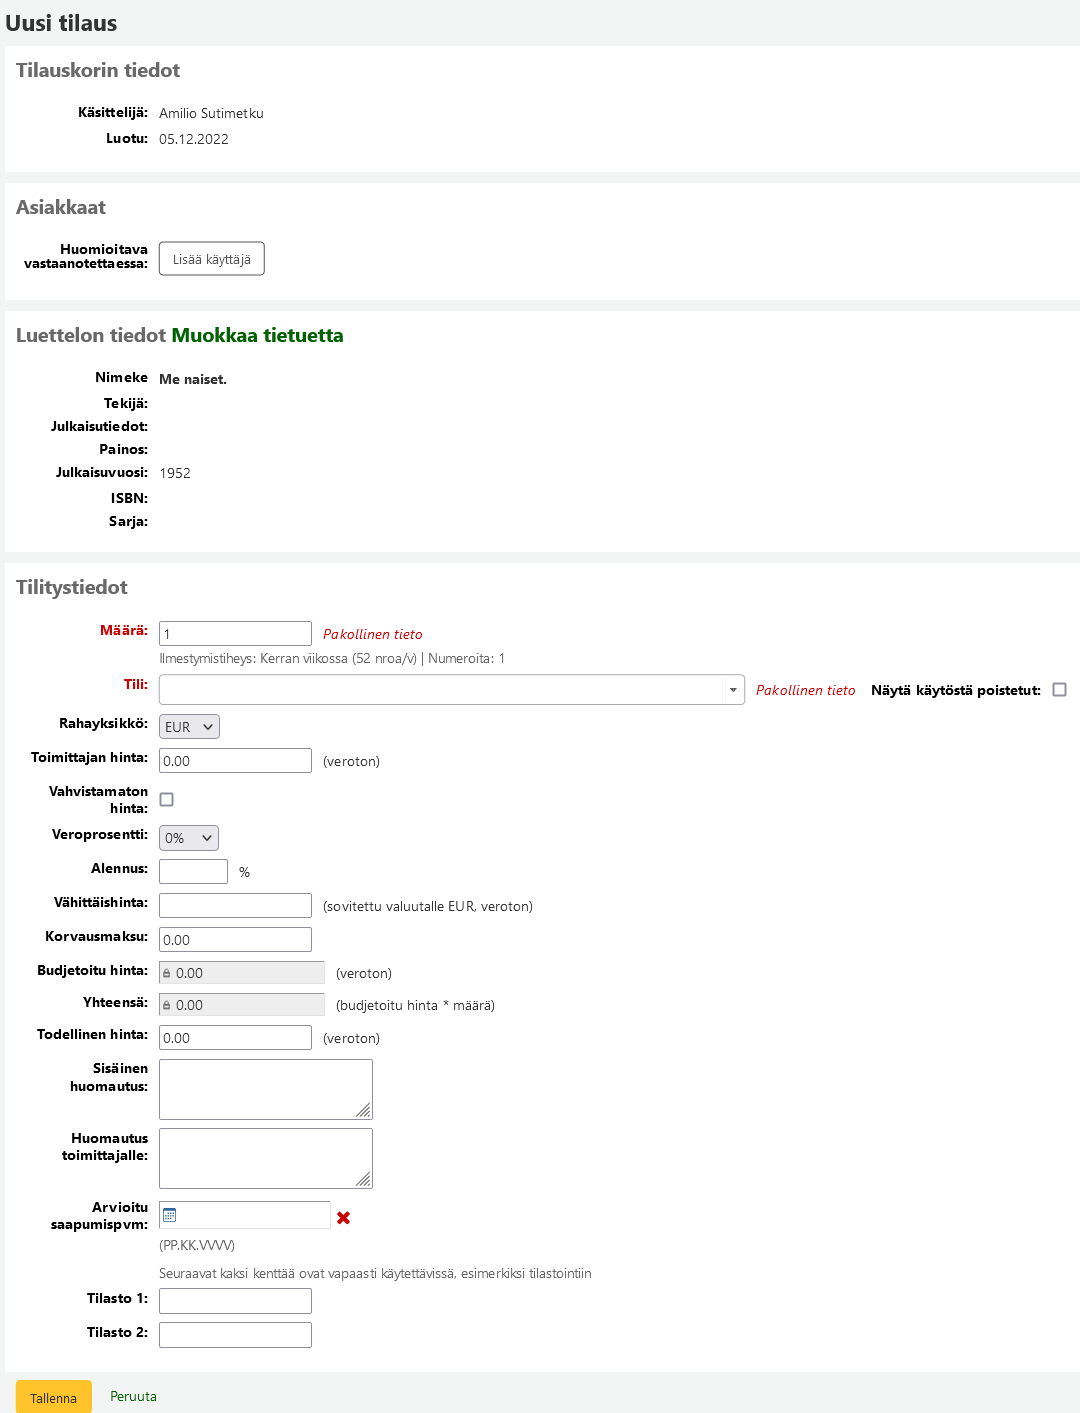 Uusi tilaus
Tilauskorin tiedot
Käsittelijä: Amilio Sutimetku
Luotu: 05.12.2022
Asiakkaat
Huomioitava
vastaanotettaessa: Lisää käyttäjä
Luettelon tiedot Muokkaa tietuetta
Nimeke Me naiset.
Tekijä:
Julkaisutiedot:
Painos:
Julkaisuvuosi: 1952
ISBN:
Sarja:
Tilitystiedot
Määrä: 1 Pakollinen tieto
Ilmestymistiheys: Kerran viikossa (52 nroa/v) | Numeroita: 1
Tili: Pakollinen tieto Näytä käytöstä poistetut:
Rahayksikkö: EUR
Toimittajan hinta: 0.00 (veroton)
Vahvistamaton
hinta:
Veroprosentti: 0%
Alennus: %
Vähittäishinta: (sovitettu valuutalle EUR, veroton)
Korvausmaksu: 0.00
Budjetoitu hinta: 0.00 (veroton)
Yhteensä: 0.00 (budjetoitu hinta * määrä)
Todellinen hinta: 0.00 (veroton)
Sisäinen
huomautus:
Huomautus
toimittajalle:
Arvioitu
saapumispvm:
(PP.KK.VVVV)
Seuraavat kaksi kenttää ovat vapaasti käytettävissä, esimerkiksi tilastointiin
Tilasto 1:
Tilasto 2:
Tallenna Peruuta